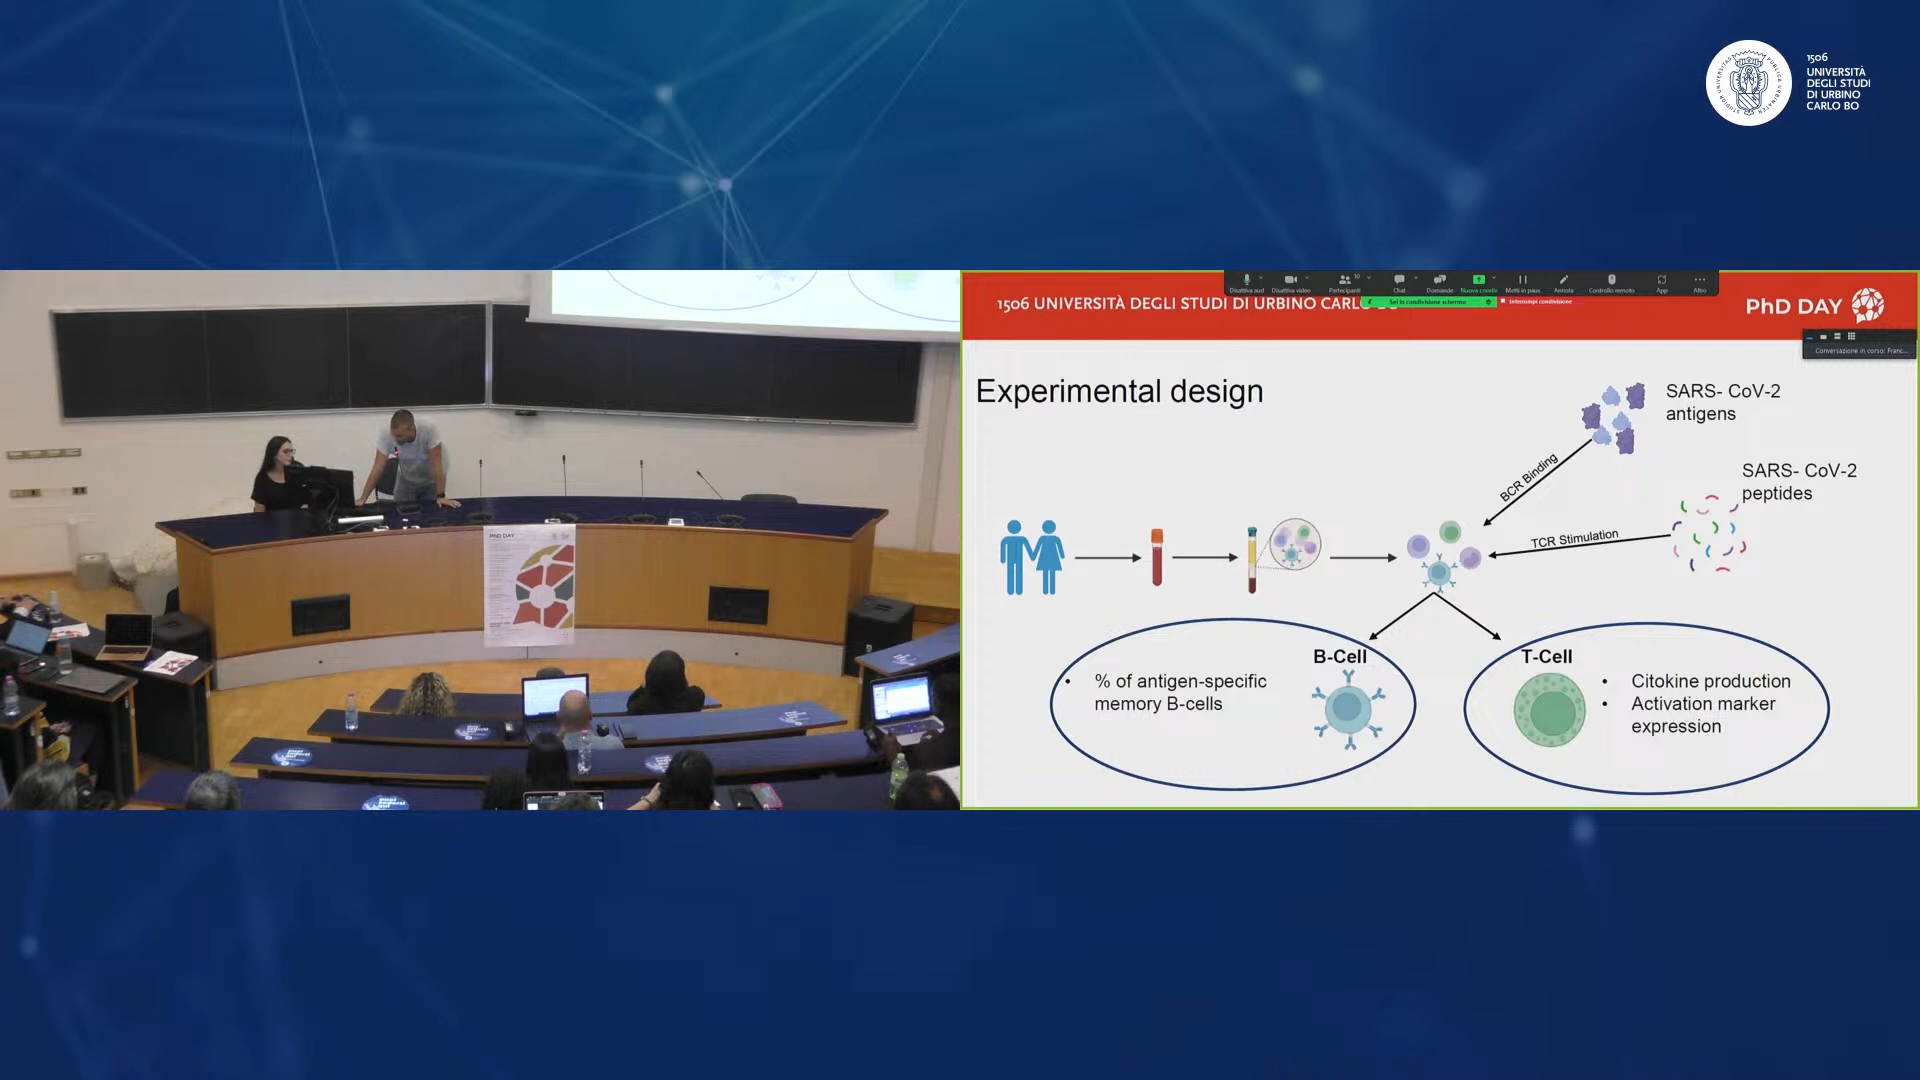 1506
UNIVERSITÀ
DEGLI STUDI
DI URBINO
CARLO BO
PhD DAY
Disattiva aud
Disattiva video
Partecipanti
10
Chat
Domande
Metti in paus
Annota
Controllo remoto
App
Altro
Sei in condivisione schermo
Interrompi condivisione
1506 UNIVERSITÀ DEGLI STUDI DI URBINO CARLO BO
PhD DAY
Conversazione in corso: Franc...
Experimental design
SARS- CoV-2
antigens
BCR Binding
SARS- CoV-2
peptides
TCR Stimulation
B-Cell
• % of antigen-specific
memory B-cells
T-Cell
• Citokine production
• Activation marker
expression